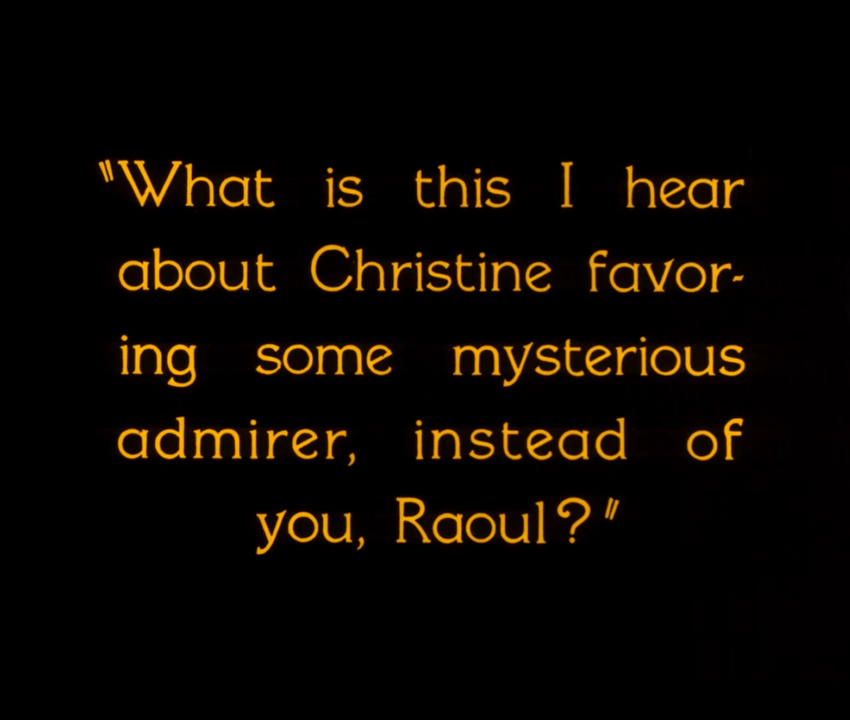 "What is this I hear
about Christine favor-
ing some mysterious
admirer, instead of
you, Raoul?"